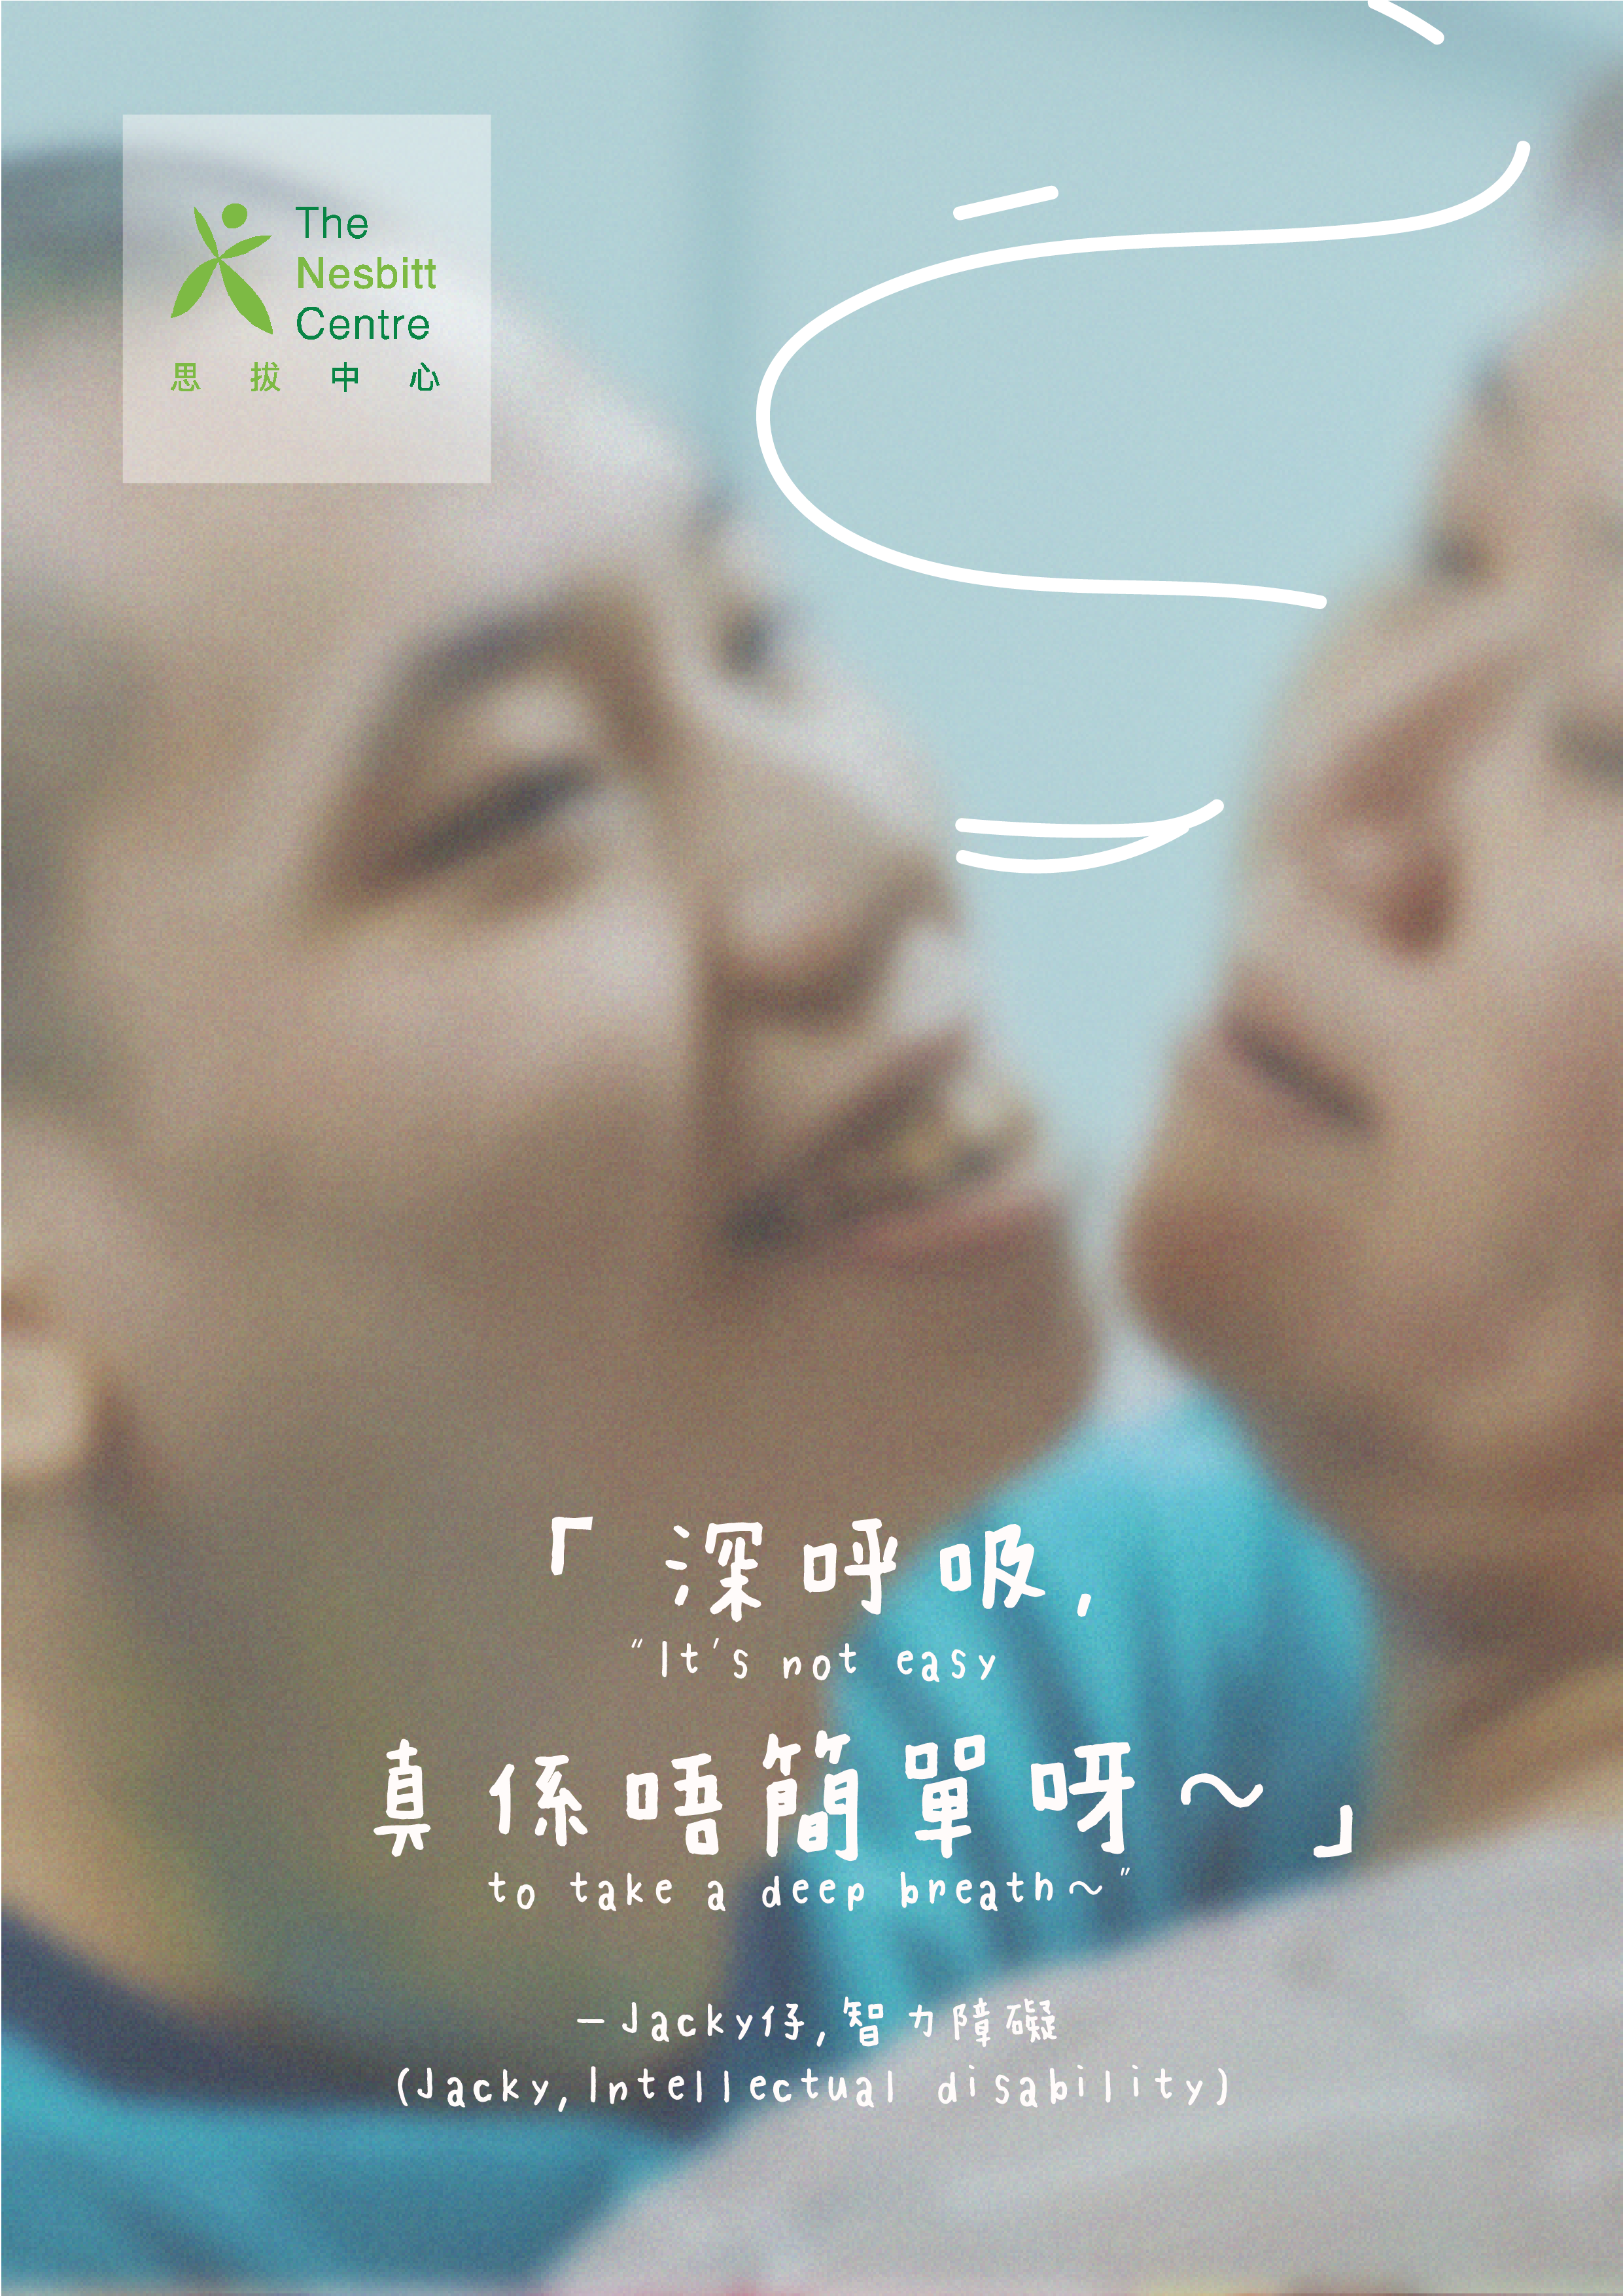 The
Nesbitt
Centre
思拔中心
「深呼吸,
"It's not easy
真係唔簡單呀～」
to take a deep breath～"
—Jacky仔,智力障礙
(Jacky,Intellectual disability)